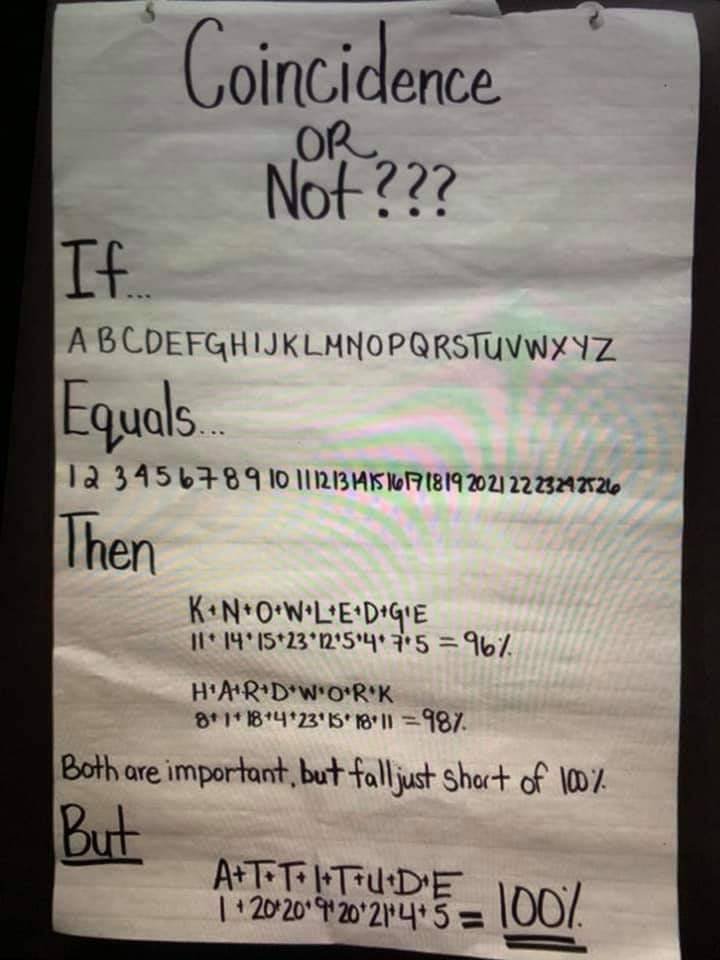 Coincidence
OR
Not???
If...
A B C D E F G H I J K L M N O P Q R S T U V W X Y Z
Equals...
1 2 3 4 5 6 7 8 9 10 11 12 13 14 15 16 17 18 19 20 21 22 23 24 25 26
Then
K+N+O+W+L+E+D+G+E
11+14+15+23+12+5+4+7+5=96%
H+A+R+D+W+O+R+K
8+1+18+4+23+15+18+11=98%
Both are important, but fall just short of 100%
But
A+T+T+I+T+U+D+E
1+20+20+9+20+21+4+5=100%